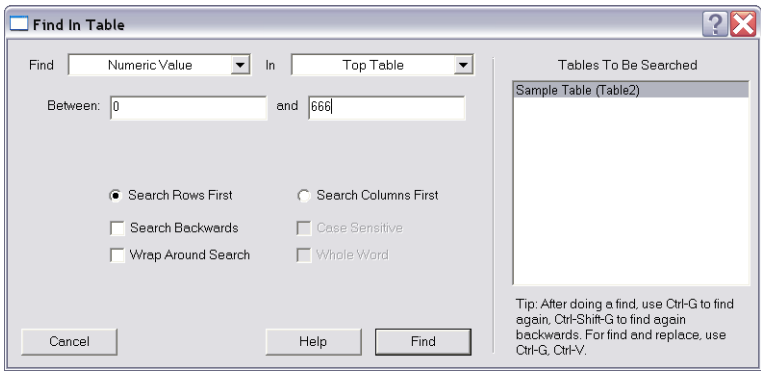 Find In Table
Find Numeric Value In Top Table
Between: 0 and 666
Search Rows First Search Columns First
Search Backwards Case Sensitive
Wrap Around Search Whole Word
Cancel Help Find
Tables To Be Searched
Sample Table (Table2)
Tip: After doing a find, use Ctrl-G to find
again, Ctrl-Shift-G to find again
backwards. For find and replace, use
Ctrl-G, Ctrl-V.